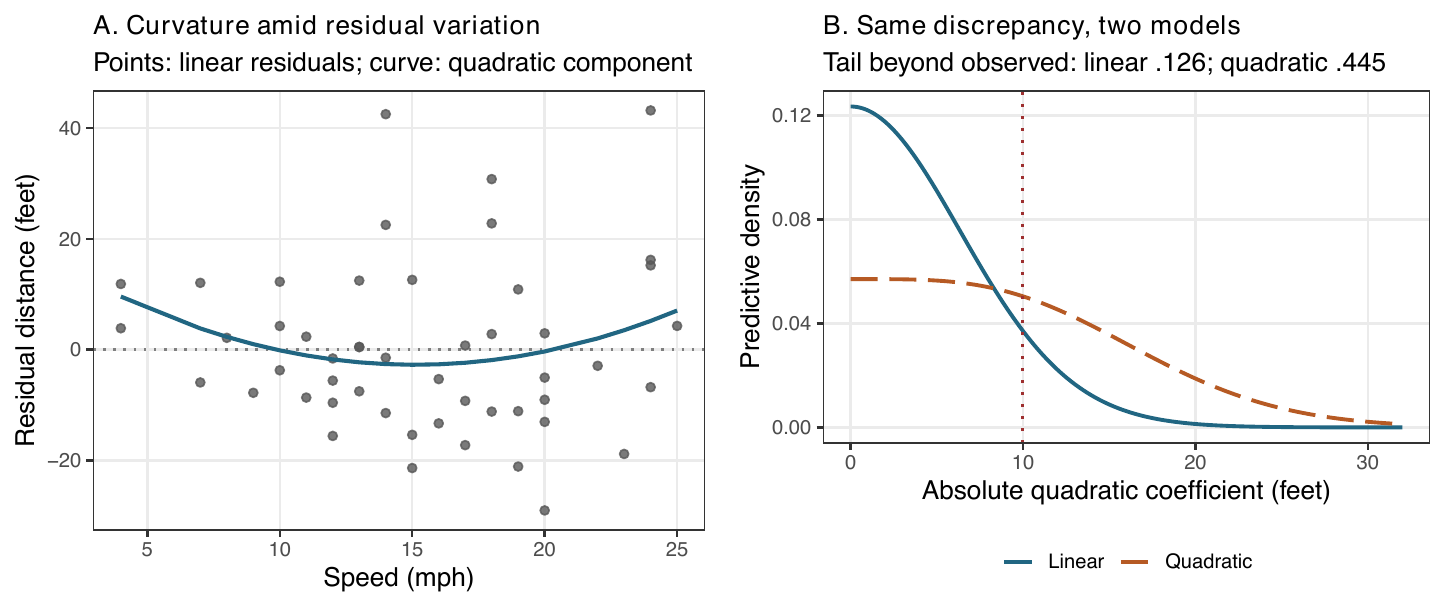 A. Curvature amid residual variation
Points: linear residuals; curve: quadratic component
Residual distance (feet)
40
20
0
−20
5
10
15
20
25
Speed (mph)
B. Same discrepancy, two models
Tail beyond observed: linear .126; quadratic .445
Predictive density
0.12
0.08
0.04
0.00
0
10
20
30
Absolute quadratic coefficient (feet)
Linear
Quadratic